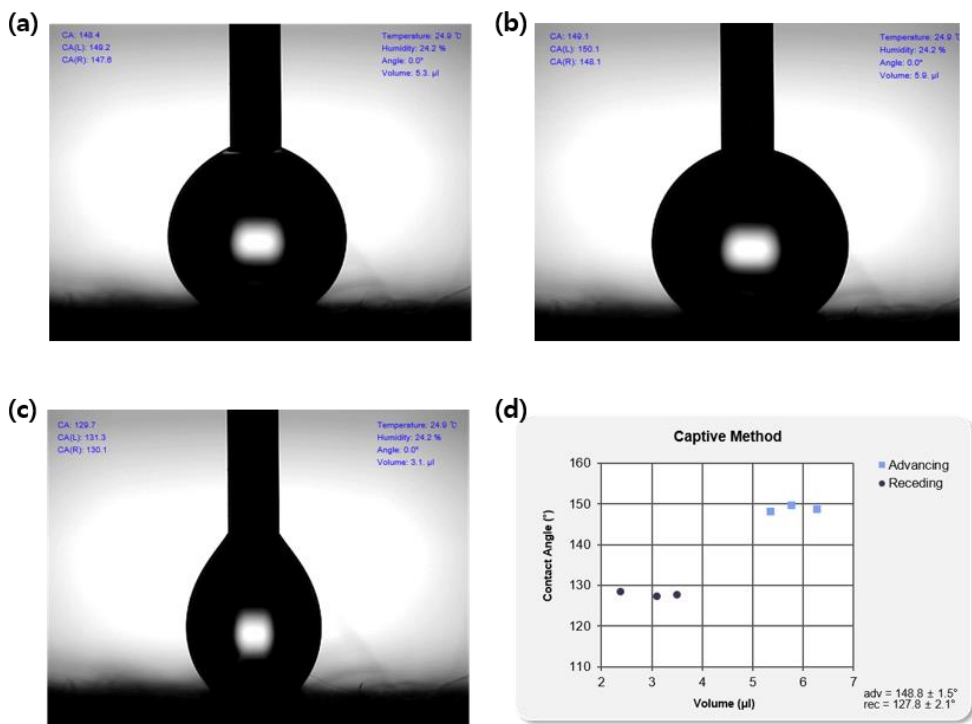 (a)
CA: 148.4
CA(L): 149.2
CA(R): 147.6
Temperature: 24.9 ℃
Humidity: 24.2 %
Angle: 0.0°
Volume: 5.3. µl
(b)
CA: 149.1
CA(L): 150.1
CA(R): 148.1
Temperature: 24.9 ℃
Humidity: 24.2 %
Angle: 0.0°
Volume: 5.9. µl
(c)
CA: 129.7
CA(L): 131.3
CA(R): 130.1
Temperature: 24.9 ℃
Humidity: 24.2 %
Angle: 0.0°
Volume: 3.1. µl
(d)
Captive Method
Advancing
Receding
Contact Angle (°)
160
150
140
130
120
110
2 3 4 5 6 7
Volume (µl)
adv = 148.8 ± 1.5°
rec = 127.8 ± 2.1°